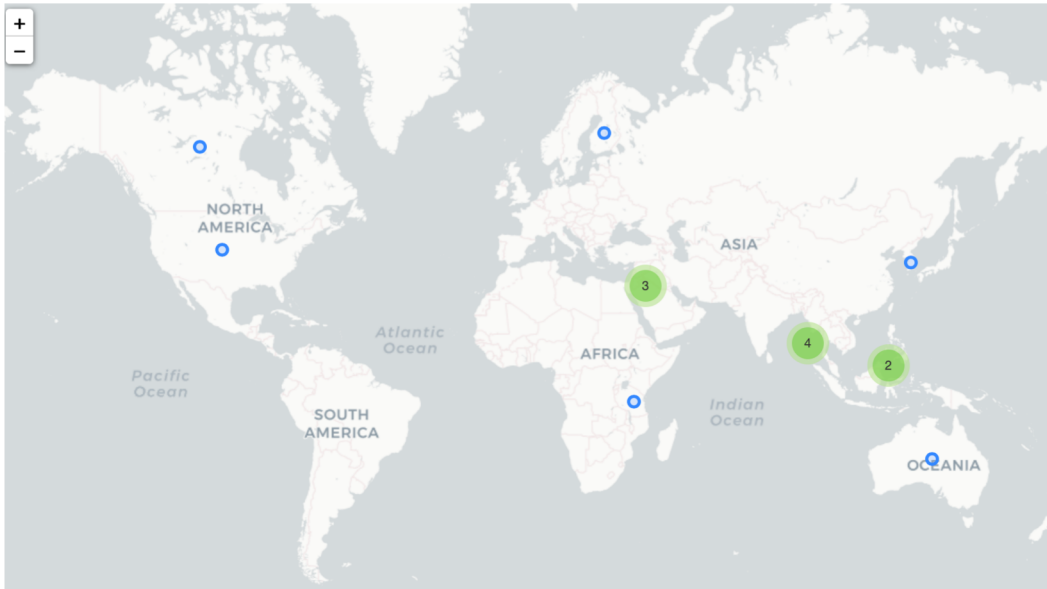 +
−
NORTH
AMERICA
ASIA
3
Atlantic
Ocean
4
AFRICA
2
Pacific
Ocean
Indian
Ocean
SOUTH
AMERICA
OCEANIA